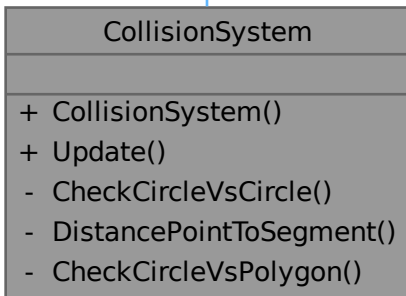 CollisionSystem
+ CollisionSystem()
+ Update()
- CheckCircleVsCircle()
- DistancePointToSegment()
- CheckCircleVsPolygon()